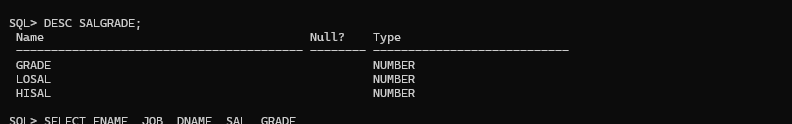 SQL> DESC SALGRADE;
Name Null? Type
----------------------------------------- -------- ----------------------------
GRADE NUMBER
LOSAL NUMBER
HISAL NUMBER
SQL> SELECT ENAME, JOB, DNAME, SAL, GRADE